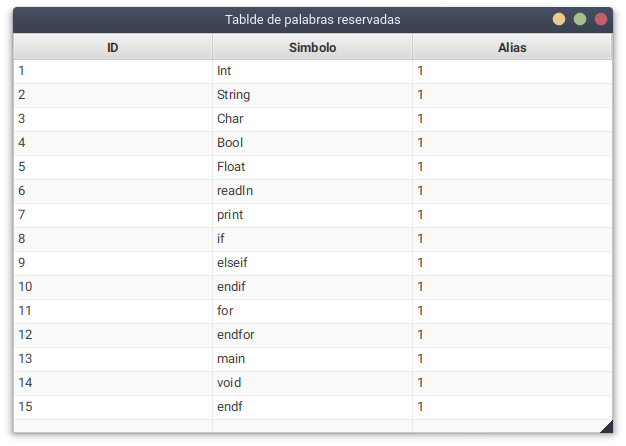 Tablde de palabras reservadas
ID Simbolo Alias
1 Int 1
2 String 1
3 Char 1
4 Bool 1
5 Float 1
6 readln 1
7 print 1
8 if 1
9 elseif 1
10 endif 1
11 for 1
12 endfor 1
13 main 1
14 void 1
15 endf 1